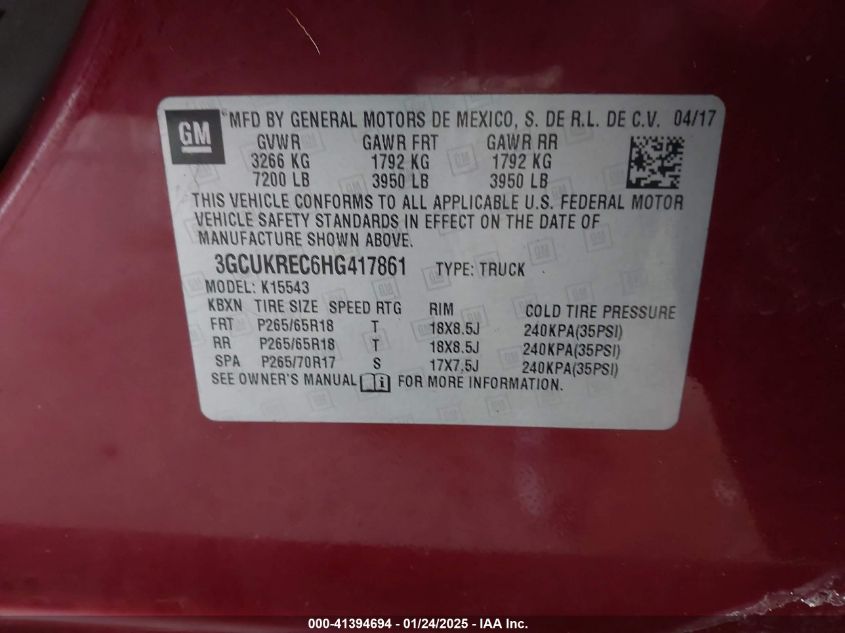 GM ® MFD BY GENERAL MOTORS DE MEXICO, S. DE R.L. DE C.V. 04/17
GVWR GAWR FRT GAWR RR
3266 KG 1792 KG 1792 KG
7200 LB 3950 LB 3950 LB
THIS VEHICLE CONFORMS TO ALL APPLICABLE U.S. FEDERAL MOTOR
VEHICLE SAFETY STANDARDS IN EFFECT ON THE DATE OF
MANUFACTURE SHOWN ABOVE.
3GCUKREC6HG417861 TYPE: TRUCK
MODEL: K15543
KBXN TIRE SIZE SPEED RTG RIM COLD TIRE PRESSURE
FRT P265/65R18 T 18X8.5J 240KPA(35PSI)
RR P265/65R18 T 18X8.5J 240KPA(35PSI)
SPA P265/70R17 S 17X7.5J 240KPA(35PSI)
SEE OWNER'S MANUAL FOR MORE INFORMATION.
000-41394694 - 01/24/2025 - IAA Inc.